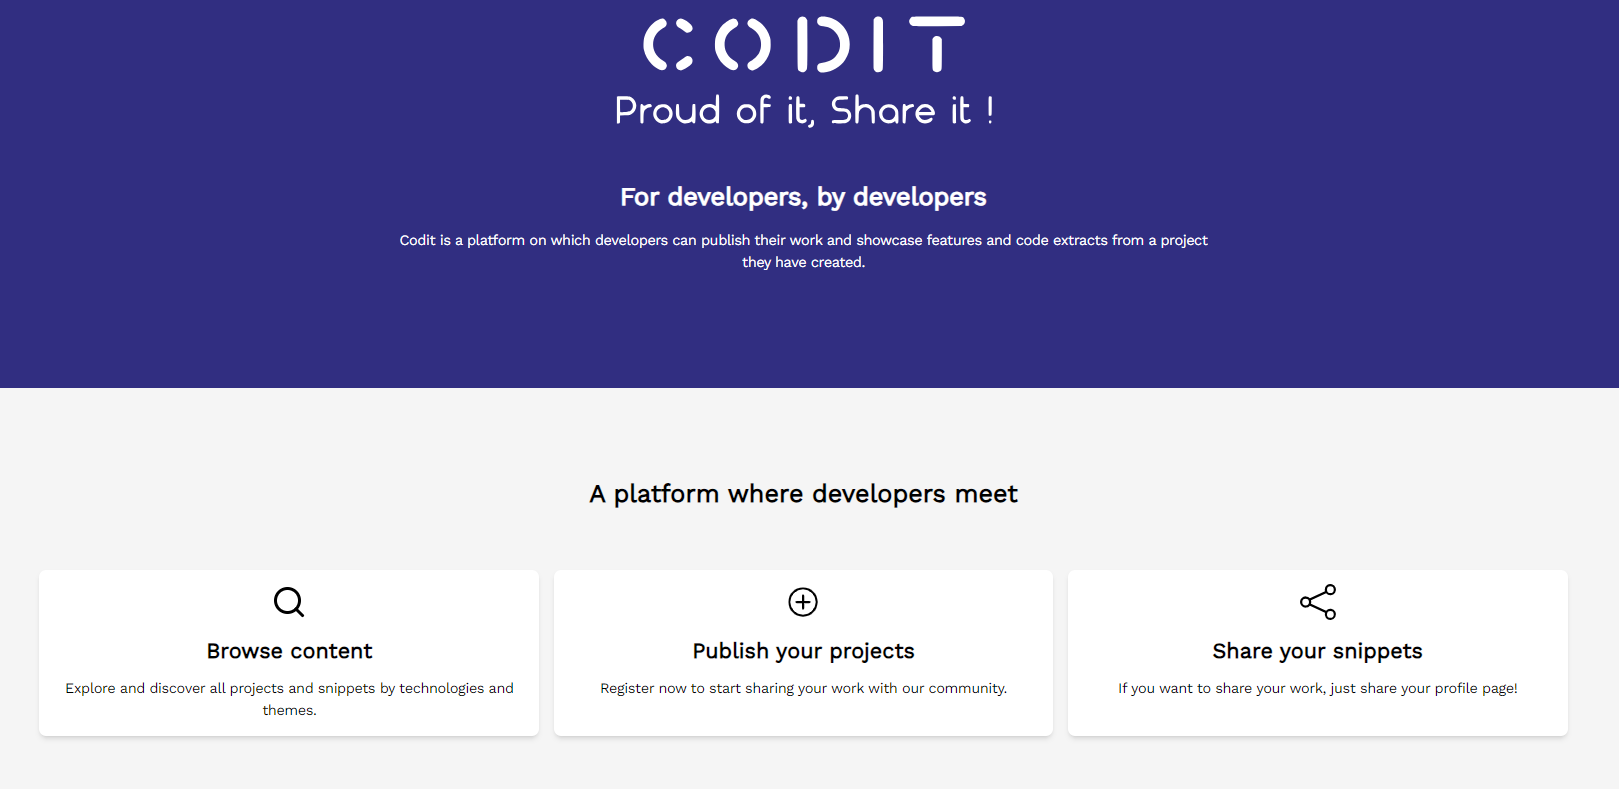 CODIT
Proud of it, Share it !
For developers, by developers
Codit is a platform on which developers can publish their work and showcase features and code extracts from a project
they have created.
A platform where developers meet
Browse content
Explore and discover all projects and snippets by technologies and
themes.
Publish your projects
Register now to start sharing your work with our community.
Share your snippets
If you want to share your work, just share your profile page!